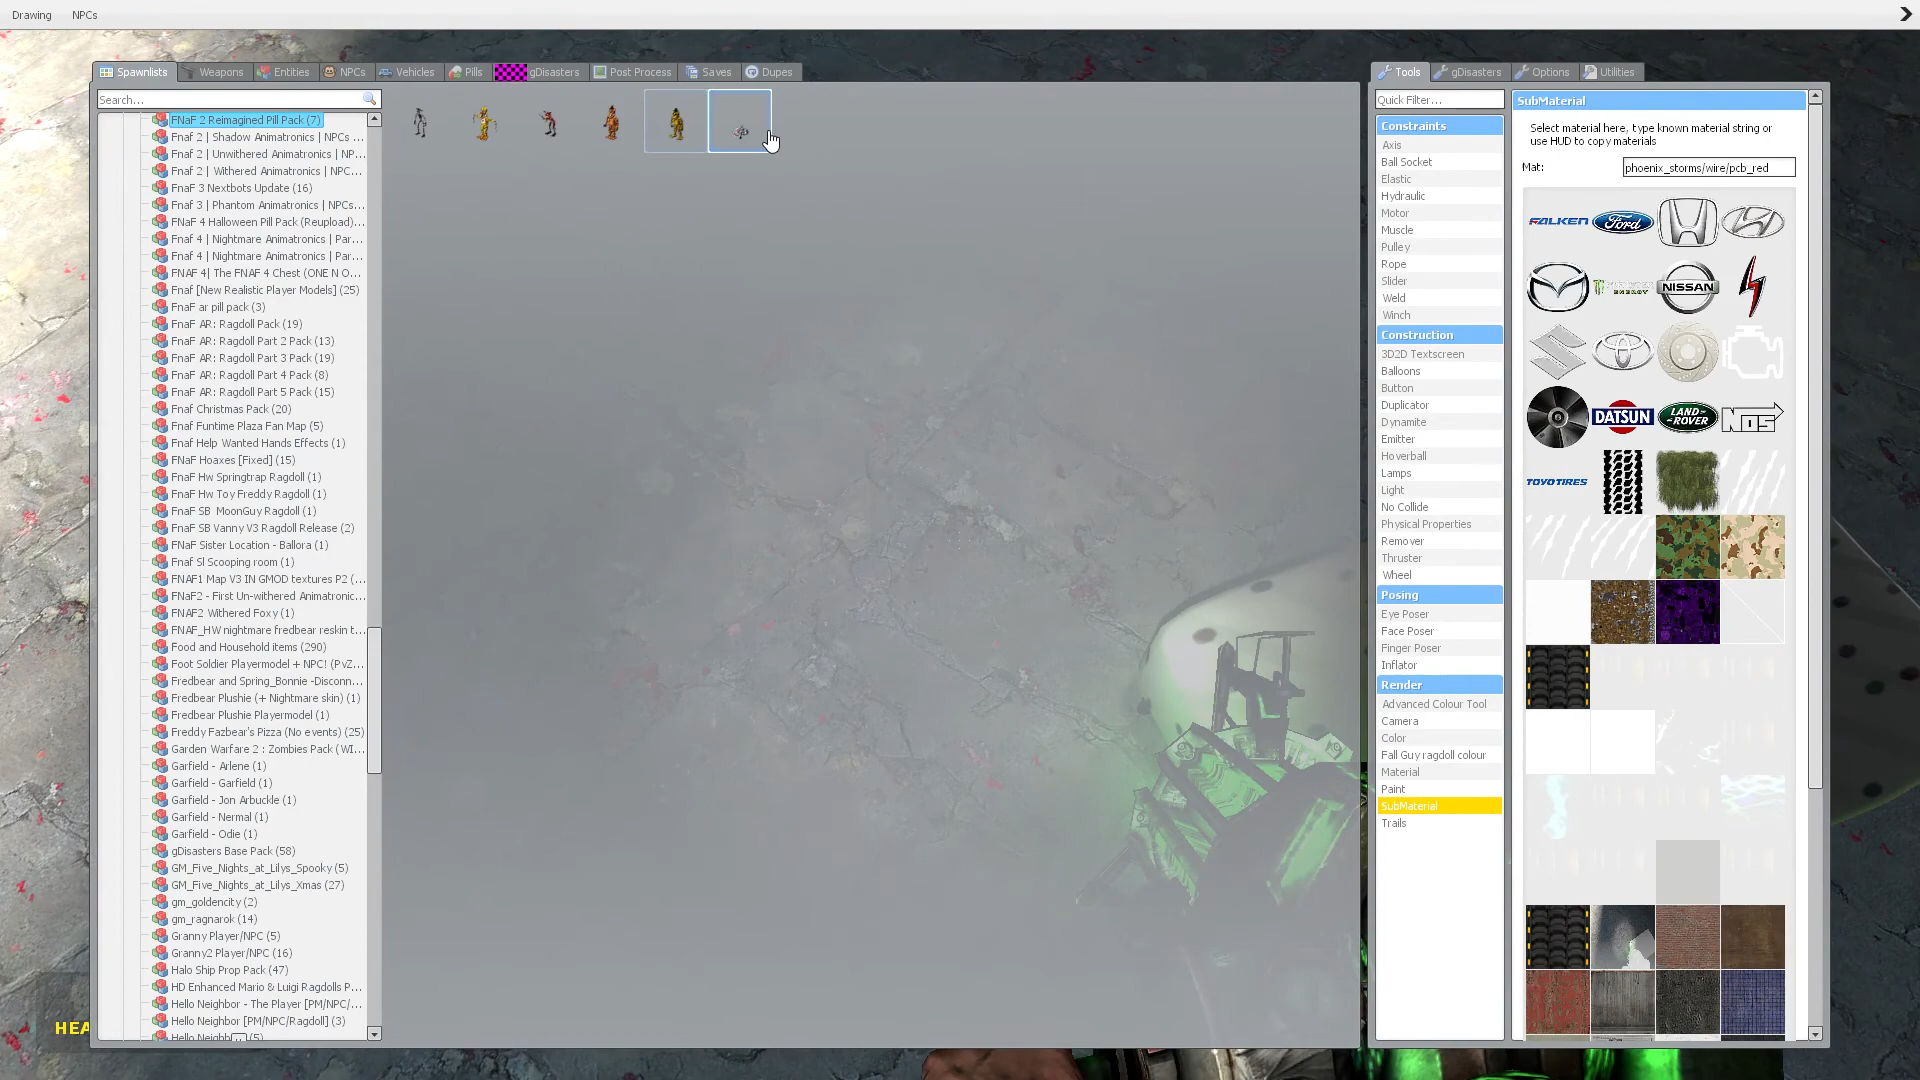 Drawing NPCs
Spawnlists Weapons Entities NPCs Vehicles Pills gDisasters Post Process Saves Dupes
Search...
FNaF 2 Reimagined Pill Pack (7)
Fnaf 2 | Shadow Animatronics | NPCs ...
Fnaf 2 | Unwithered Animatronics | NP...
Fnaf 2 | Withered Animatronics | NPC...
FnaF 3 Nextbots Update (16)
Fnaf 3 | Phantom Animatronics | NPCs...
FNaF 4 Halloween Pill Pack (Reupload)...
Fnaf 4 | Nightmare Animatronics | Par...
Fnaf 4 | Nightmare Animatronics | Par...
FNAF 4| The FNAF 4 Chest (ONE N O...
Fnaf [New Realistic Player Models] (25)
FnaF ar pill pack (3)
FnaF AR: Ragdoll Pack (19)
FnaF AR: Ragdoll Part 2 Pack (13)
FnaF AR: Ragdoll Part 3 Pack (19)
FnaF AR: Ragdoll Part 4 Pack (8)
FnaF AR: Ragdoll Part 5 Pack (15)
Fnaf Christmas Pack (20)
Fnaf Funtime Plaza Fan Map (5)
Fnaf Help Wanted Hands Effects (1)
FNaF Hoaxes [Fixed] (15)
FnaF Hw Springtrap Ragdoll (1)
FnaF Hw Toy Freddy Ragdoll (1)
FnaF SB  MoonGuy Ragdoll (1)
FnaF SB Vanny V3 Ragdoll Release (2)
FNaF Sister Location - Ballora (1)
Fnaf Sl Scooping room (1)
FNAF1 Map V3 IN GMOD textures P2 (...
FNaF2 - First Un-withered Animatronic...
FNAF2 Withered Foxy (1)
FNAF_HW nightmare fredbear reskin t...
Food and Household items (290)
Foot Soldier Playermodel + NPC! (PvZ...
Fredbear and Spring_Bonnie -Disconn...
Fredbear Plushie (+ Nightmare skin) (1)
Fredbear Plushie Playermodel (1)
Freddy Fazbear's Pizza (No events) (25)
Garden Warfare 2 : Zombies Pack (WI...
Garfield - Arlene (1)
Garfield - Garfield (1)
Garfield - Jon Arbuckle (1)
Garfield - Nermal (1)
Garfield - Odie (1)
gDisasters Base Pack (58)
GM_Five_Nights_at_Lilys_Spooky (5)
GM_Five_Nights_at_Lilys_Xmas (27)
gm_goldencity (2)
gm_ragnarok (14)
Granny Player/NPC (5)
Granny2 Player/NPC (16)
Halo Ship Prop Pack (47)
HD Enhanced Mario & Luigi Ragdolls P...
Hello Neighbor - The Player [PM/NPC/...
Hello Neighbor [PM/NPC/Ragdoll] (3)
HEA
Tools gDisasters Options Utilities
Quick Filter...
Constraints
Axis
Ball Socket
Elastic
Hydraulic
Motor
Muscle
Pulley
Rope
Slider
Weld
Winch
Construction
3D2D Textscreen
Balloons
Button
Duplicator
Dynamite
Emitter
Hoverball
Lamps
Light
No Collide
Physical Properties
Remover
Thruster
Wheel
Posing
Eye Poser
Face Poser
Finger Poser
Inflator
Render
Advanced Colour Tool
Camera
Color
Fall Guy ragdoll colour
Material
Paint
SubMaterial
Trails
SubMaterial
Select material here, type known material string or
use HUD to copy materials
Mat: phoenix_storms/wire/pcb_red
FALKEN Ford
NISSAN
DATSUN LAND-ROVER NOS
TOYO TIRES